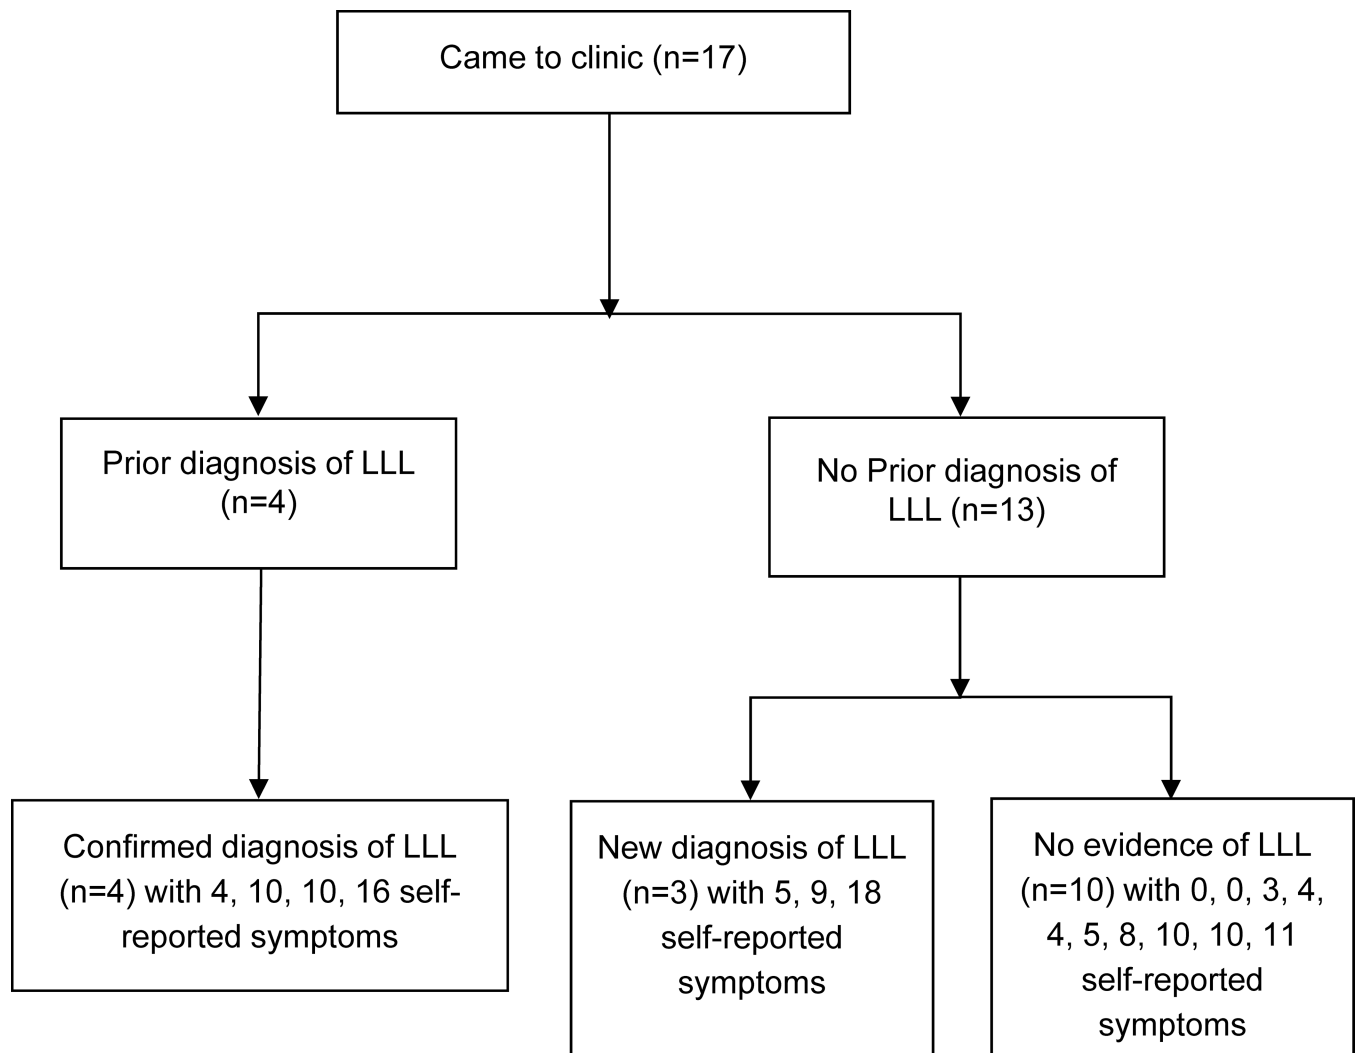 Came to clinic (n=17)
Prior diagnosis of LLL
(n=4)
No Prior diagnosis of
LLL (n=13)
Confirmed diagnosis of LLL
(n=4) with 4, 10, 10, 16 self-
reported symptoms
New diagnosis of LLL
(n=3) with 5, 9, 18
self-reported
symptoms
No evidence of LLL
(n=10) with 0, 0, 3, 4,
4, 5, 8, 10, 10, 11
self-reported
symptoms